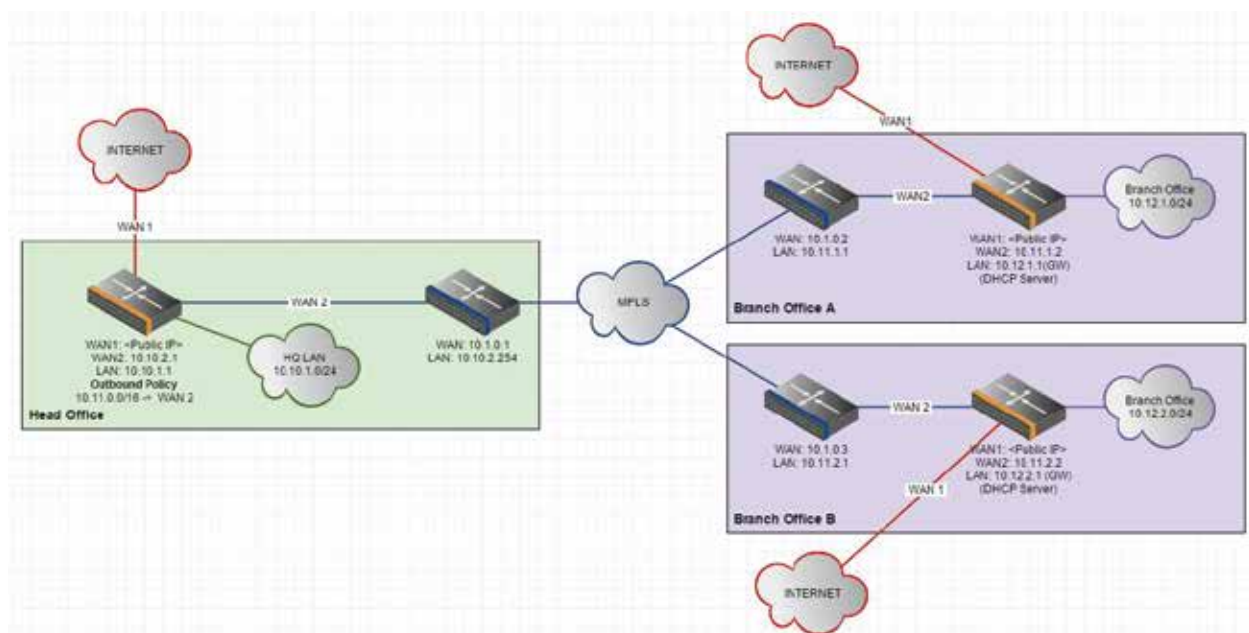 INTERNET
WAN1
INTERNET
WAN 1
WAN 2
WAN1: <Public IP>
WAN2: 10.10.2.1
LAN: 10.10.1.1
Outbound Policy
10.11.0.0/16 -> WAN 2
HQ LAN
10.10.1.0/24
WAN: 10.1.0.1
LAN: 10.10.2.254
Head Office
MPLS
WAN2
WAN: 10.1.0.2
LAN: 10.11.1.1
WAN1: <Public IP>
WAN2: 10.11.1.2
LAN: 10.12.1.1(GW)
(DHCP Server)
Branch Office
10.12.1.0/24
Branch Office A
WAN 2
WAN: 10.1.0.3
LAN: 10.11.2.1
WAN1: <Public IP>
WAN2: 10.11.2.2
LAN: 10.12.2.1 (GW)
(DHCP Server)
Branch Office
10.12.2.0/24
WAN 1
Branch Office B
INTERNET